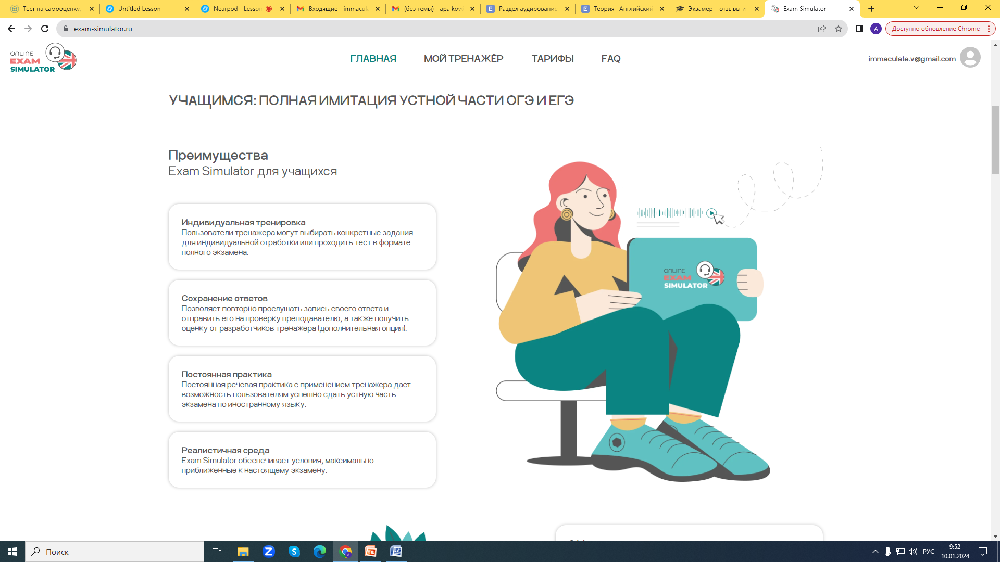 Тест на самооценку,
Untitled Lesson
Nearpod - Lesson
Входящие - immacula
(без темы) - apalkov
Раздел аудирование
Теория | Английский
Экзамер – отзывы и
Exam Simulator
exam-simulator.ru
A
Доступно обновление Chrome
ONLINE
EXAM
SIMULATOR
ГЛАВНАЯ
МОЙ ТРЕНАЖЁР
ТАРИФЫ
FAQ
immaculate.v@gmail.com
УЧАЩИМСЯ: ПОЛНАЯ ИМИТАЦИЯ УСТНОЙ ЧАСТИ ОГЭ И ЕГЭ
Преимущества
Exam Simulator для учащихся
Индивидуальная тренировка
Пользователи тренажера могут выбирать конкретные задания
для индивидуальной отработки или проходить тест в формате
полного экзамена.
Сохранение ответов
Позволяет повторно прослушать запись своего ответа и
отправить его на проверку преподавателю, а также получить
оценку от разработчиков тренажера (дополнительная опция).
Постоянная практика
Постоянная речевая практика с применением тренажера дает
возможность пользователям успешно сдать устную часть
экзамена по иностранному языку.
Реалистичная среда
Exam Simulator обеспечивает условия, максимально
приближенные к настоящему экзамену.
ONLINE
EXAM
SIMULATOR
Поиск
РУС
9:52
10.01.2024